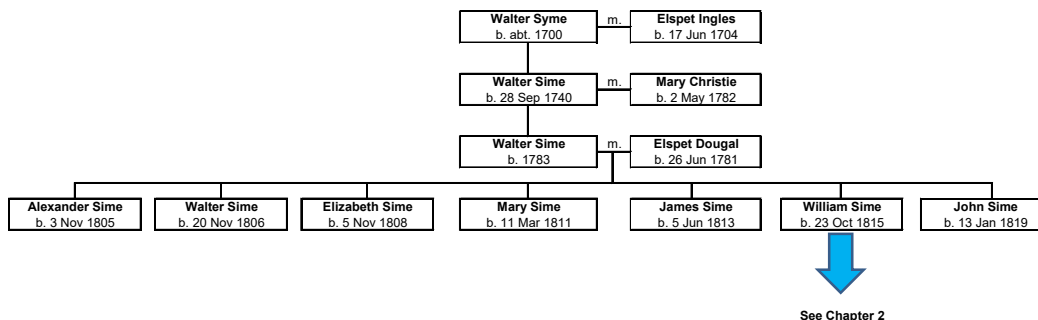 Walter Syme m. Elspet Ingles
b. abt. 1700 b. 17 Jun 1704
Walter Sime m. Mary Christie
b. 28 Sep 1740 b. 2 May 1782
Walter Sime m. Elspet Dougal
b. 1783 b. 26 Jun 1781
Alexander Sime Walter Sime Elizabeth Sime Mary Sime James Sime William Sime John Sime
b. 3 Nov 1805 b. 20 Nov 1806 b. 5 Nov 1808 b. 11 Mar 1811 b. 5 Jun 1813 b. 23 Oct 1815 b. 13 Jan 1819
See Chapter 2